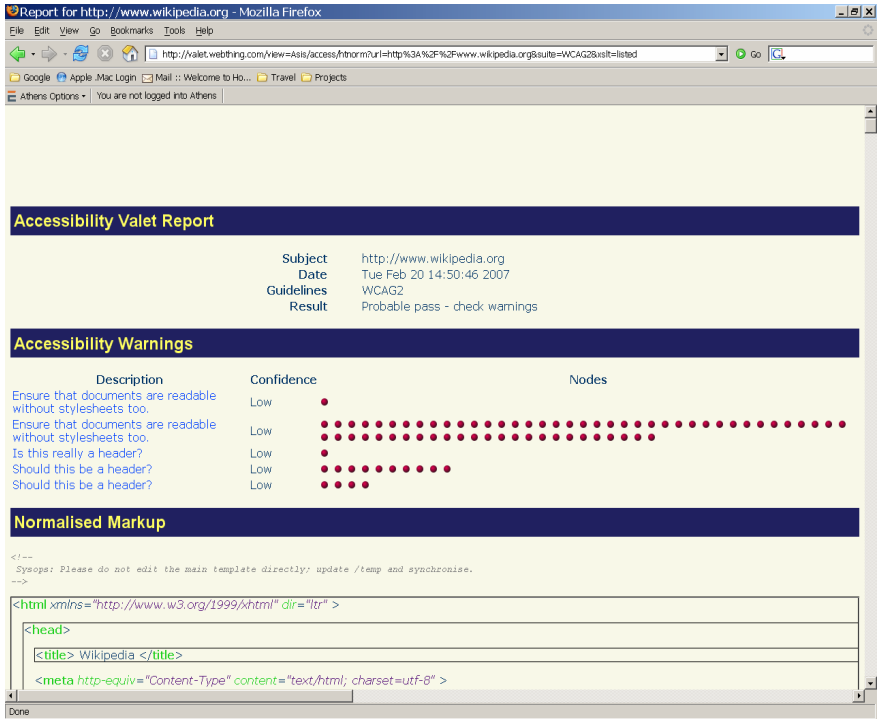 Report for http://www.wikipedia.org - Mozilla Firefox
File Edit View Go Bookmarks Tools Help
http://valet.webthing.com/view=Asis/access/htnorm?url=http%3A%2F%2Fwww.wikipedia.org&suite=WCAG2&xslt=listed Go
Google Apple .Mac Login Mail :: Welcome to Ho... Travel Projects
Athens Options You are not logged into Athens
Accessibility Valet Report
Subject http://www.wikipedia.org
Date Tue Feb 20 14:50:46 2007
Guidelines WCAG2
Result Probable pass - check warnings
Accessibility Warnings
Description Confidence Nodes
Ensure that documents are readable
without stylesheets too. Low
Ensure that documents are readable
without stylesheets too. Low
Is this really a header? Low
Should this be a header? Low
Should this be a header? Low
Normalised Markup
<!--
Sysops: Please do not edit the main template directly; update /temp and synchronise.
-->
<html xmlns="http://www.w3.org/1999/xhtml" dir="ltr" >
<head>
<title> Wikipedia </title>
<meta http-equiv="Content-Type" content="text/html; charset=utf-8" >
Done